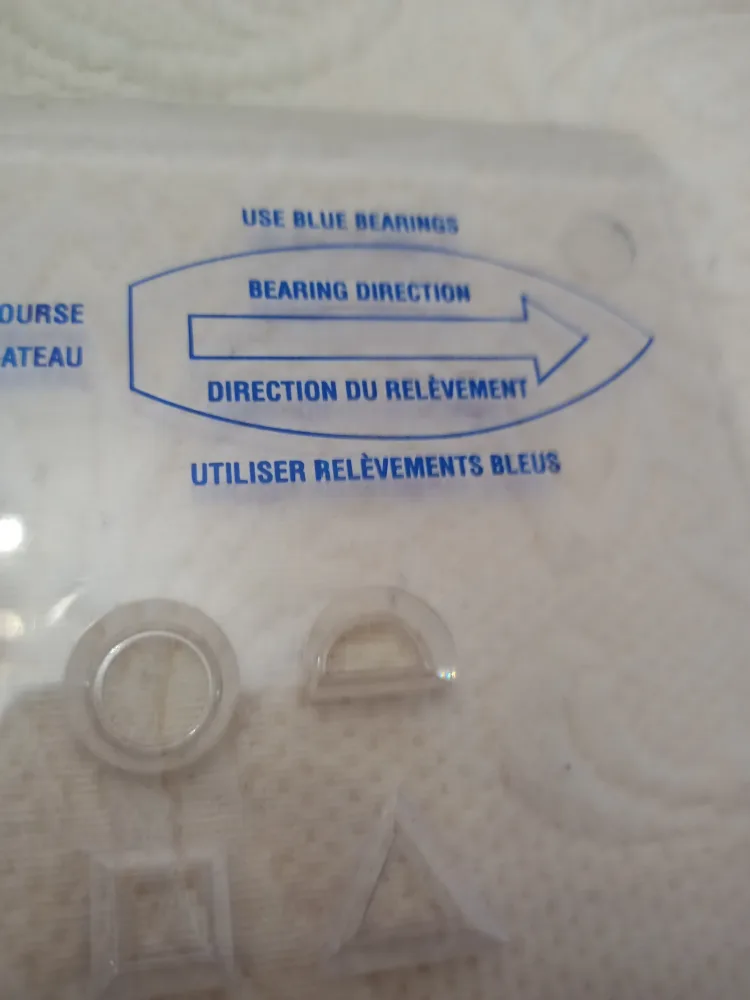 USE BLUE BEARINGS
BEARING DIRECTION
OURSE
ATEAU
DIRECTION DU RELÈVEMENT
UTILISER RELÈVEMENTS BLEUS